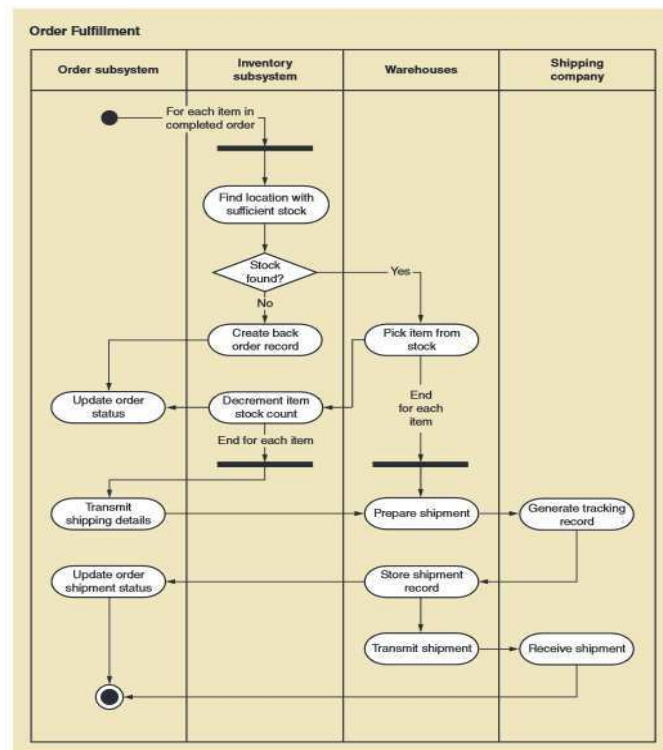 Order Fulfillment
Order subsystem
Inventory
subsystem
Warehouses
Shipping
company
For each item in
completed order
Find location with
sufficient stock
Stock
found?
Yes
No
Create back
order record
Pick item from
stock
Update order
status
Decrement item
stock count
End
for each
item
End for each item
Transmit
shipping details
Prepare shipment
Generate tracking
record
Update order
shipment status
Store shipment
record
Transmit shipment
Receive shipment